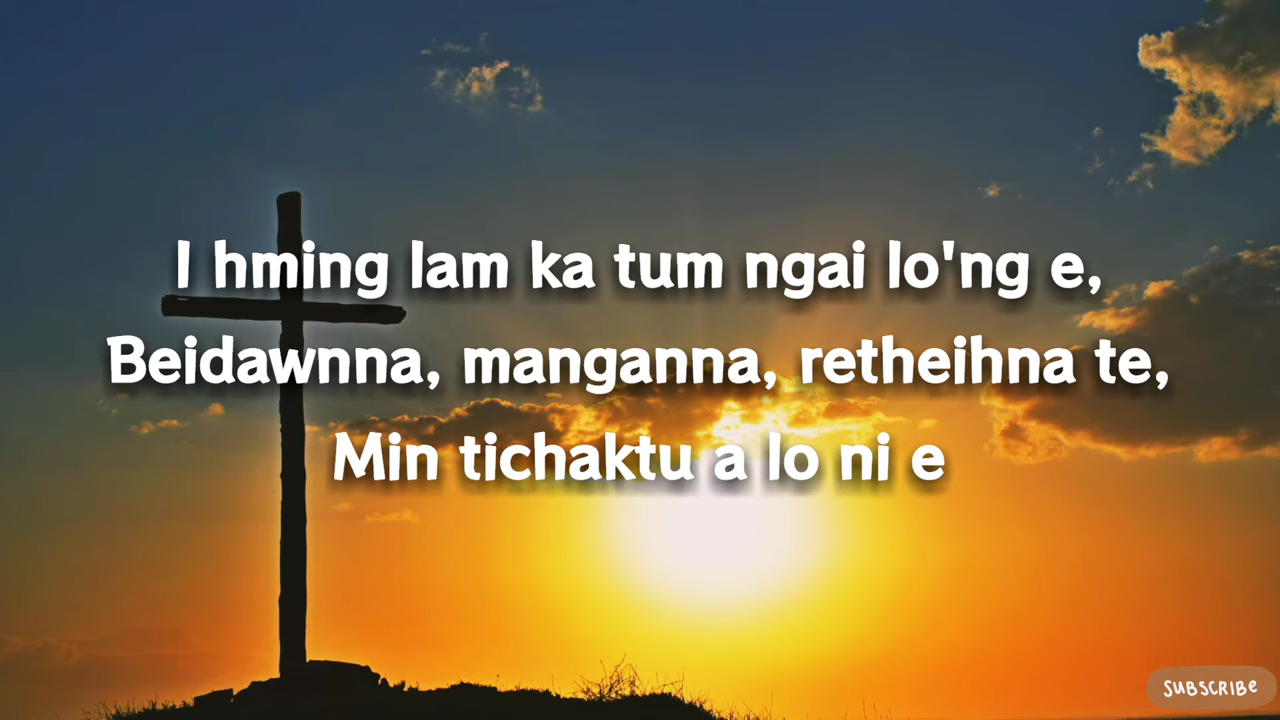 I hming lam ka tum ngai lo'ng e,
Beidawnna, manganna, retheihna te,
Min tichaktu a lo ni e
SUBSCRIBE